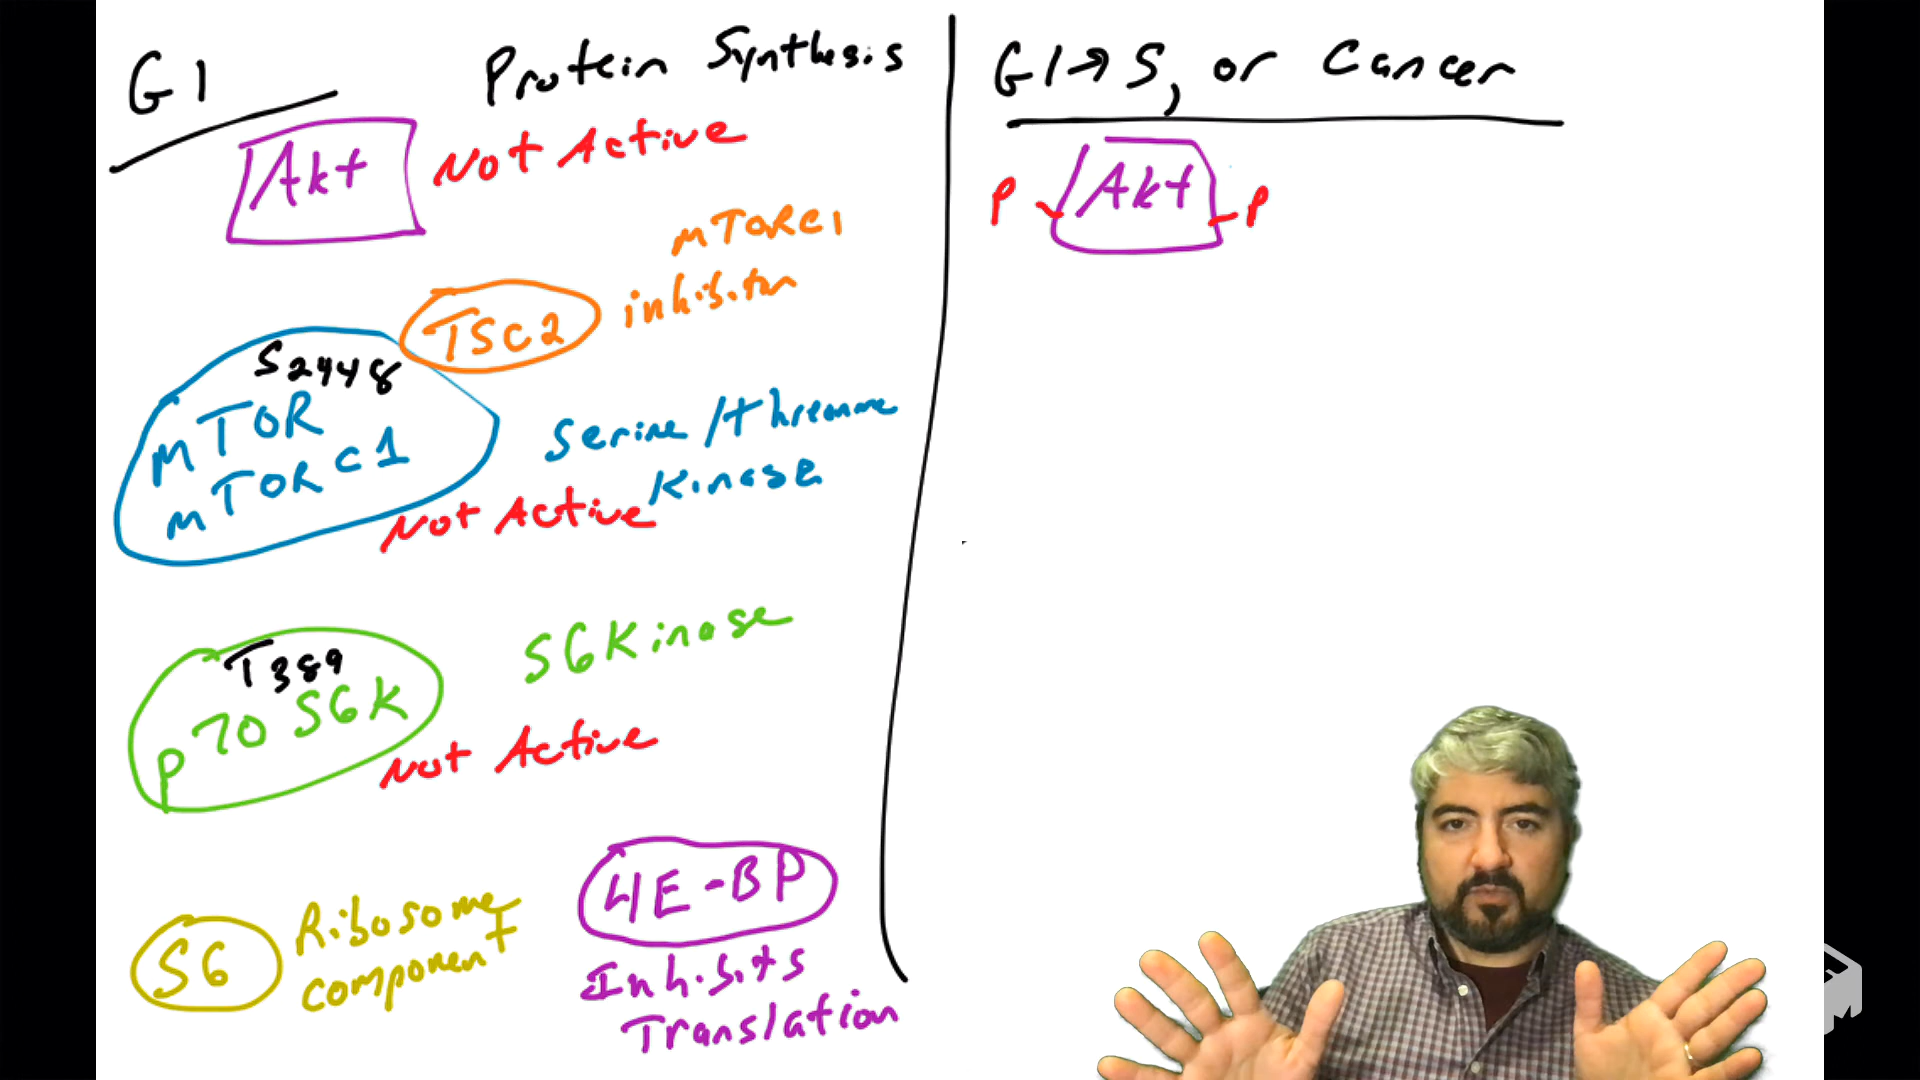 G1
Protein Synthesis
Akt
Not Active
mTORC1
inhibitor
TSC2
S2448
mTOR
mTORC1
Serine/threonine
Kinase
Not Active
T389
p70 S6K
S6Kinase
Not Active
S6
Ribosome
component
4E-BP
Inhibits
Translation
G1→S, or Cancer
P
Akt
P